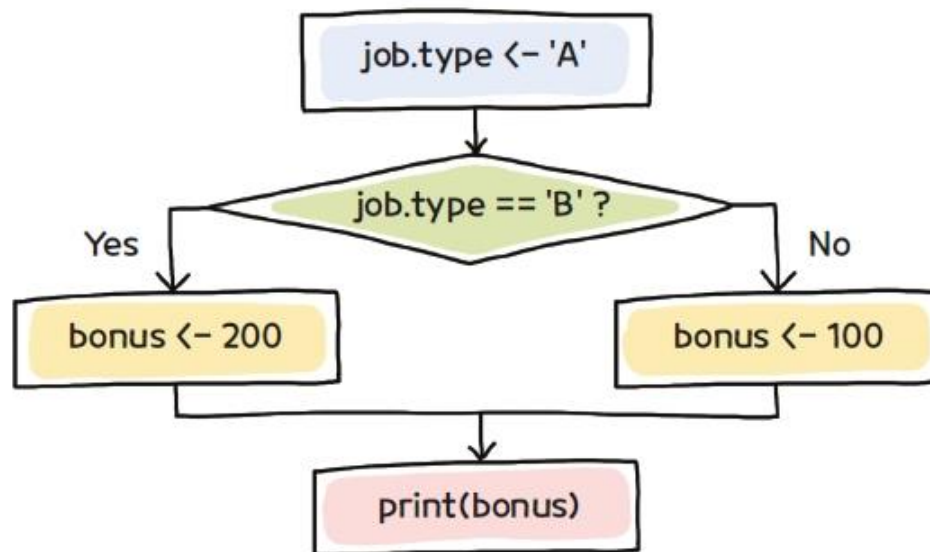 job.type <- 'A'
job.type == 'B' ?
Yes
No
bonus <- 200
bonus <- 100
print(bonus)